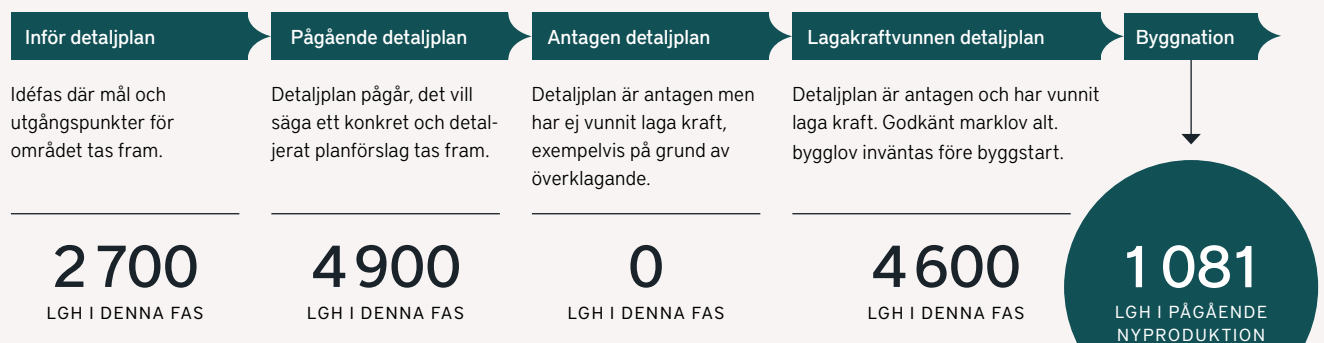 Inför detaljplan
Idéfas där mål och
utgångspunkter för
området tas fram.
2 700
LGH I DENNA FAS
Pågående detaljplan
Detaljplan pågår, det vill
säga ett konkret och detal-
jerat planförslag tas fram.
4 900
LGH I DENNA FAS
Antagen detaljplan
Detaljplan är antagen men
har ej vunnit laga kraft,
exempelvis på grund av
överklagande.
0
LGH I DENNA FAS
Lagakraftvunnen detaljplan
Detaljplan är antagen och har vunnit
laga kraft. Godkänt marklov alt.
bygglov inväntas före byggstart.
4 600
LGH I DENNA FAS
Byggnation
1 081
LGH I PÅGÅENDE
NYPRODUKTION